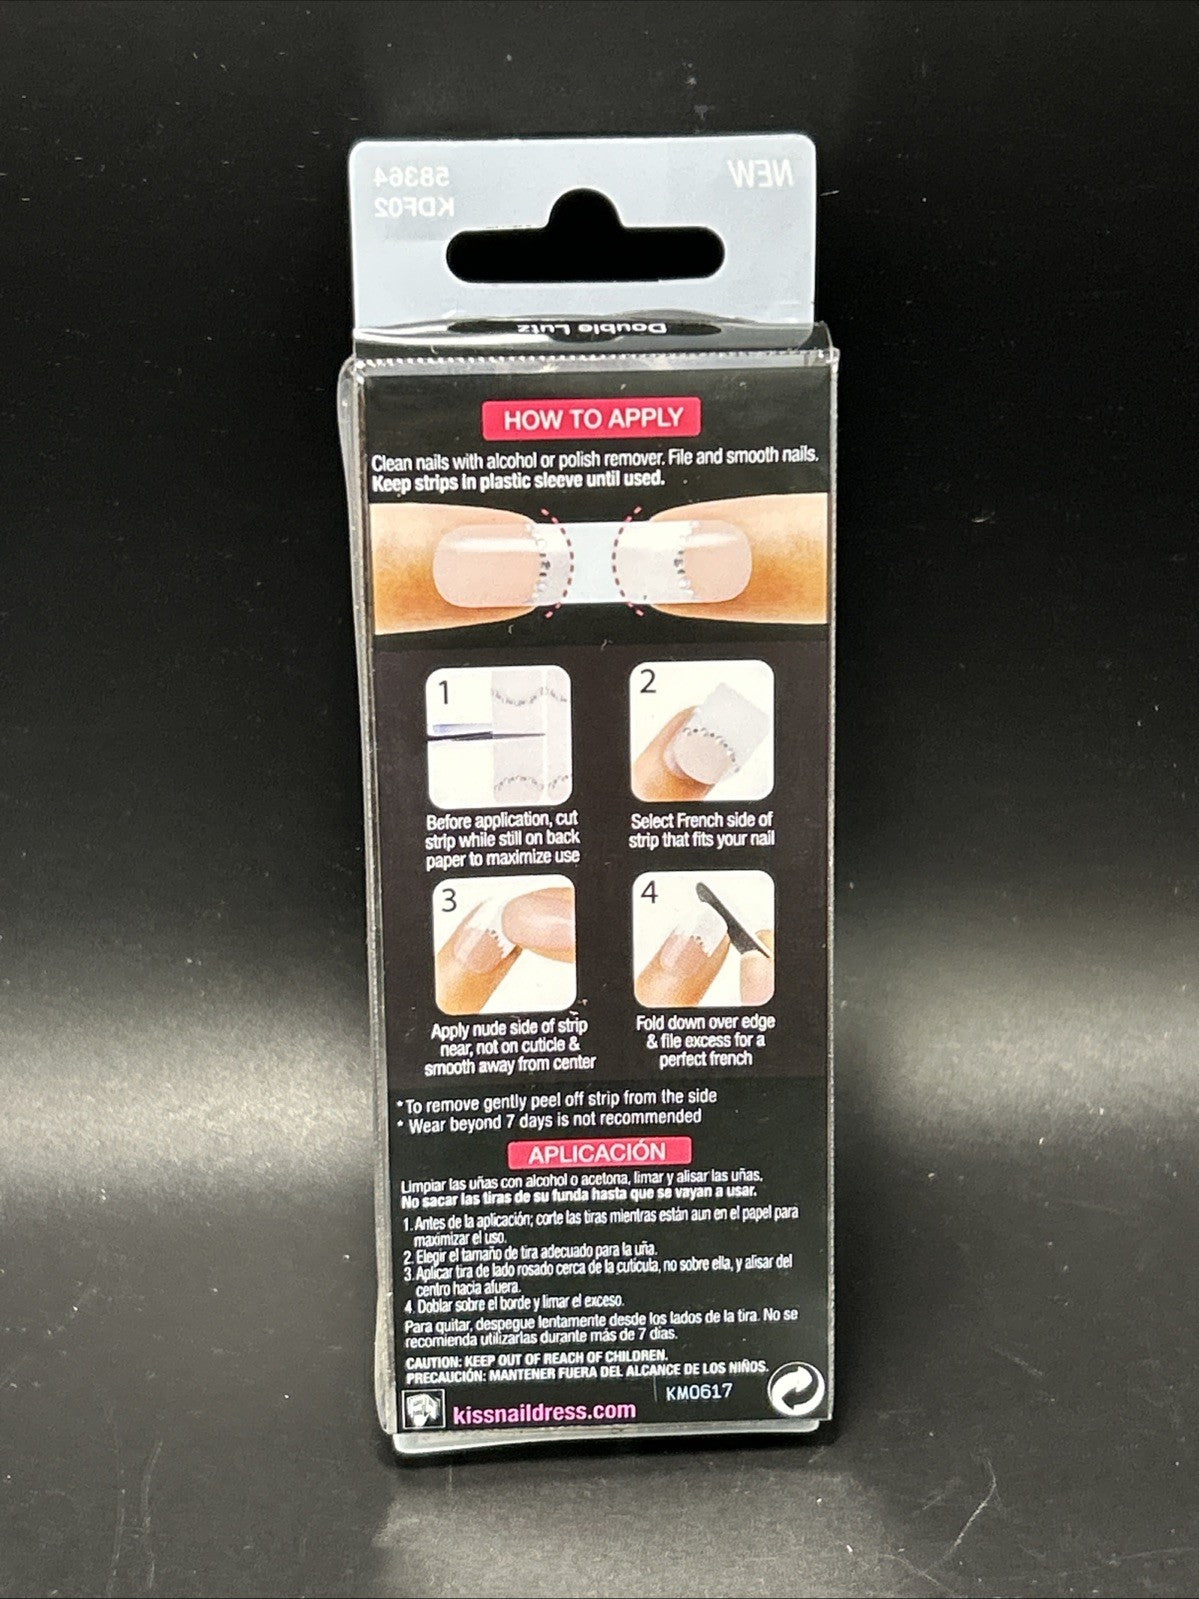 58364
NEW
KDF02
Double Lutz
HOW TO APPLY
Clean nails with alcohol or polish remover. File and smooth nails.
Keep strips in plastic sleeve until used.
1
Before application, cut
strip while still on back
paper to maximize use
2
Select French side of
strip that fits your nail
3
Apply nude side of strip
near, not on cuticle &
smooth away from center
4
Fold down over edge
& file excess for a
perfect french
*To remove gently peel off strip from the side
* Wear beyond 7 days is not recommended
APLICACIÓN
Limpiar las uñas con alcohol o acetona, limar y alisar las uñas.
No sacar las tiras de su funda hasta que se vayan a usar.
1. Antes de la aplicación; corte las tiras mientras están aun en el papel para
maximizar el uso.
2. Elegir el tamaño de tira adecuado para la uña.
3. Aplicar tira de lado rosado cerca de la cuticula, no sobre ella, y alisar del
centro hacia afuera.
4. Doblar sobre el borde y limar el exceso.
Para quitar, despegue lentamente desde los lados de la tira. No se
recomienda utilizarlas durante más de 7 dias.
CAUTION: KEEP OUT OF REACH OF CHILDREN.
PRECAUCIÓN: MANTENER FUERA DEL ALCANCE DE LOS NIÑOS.
KM0617
kissnaildress.com